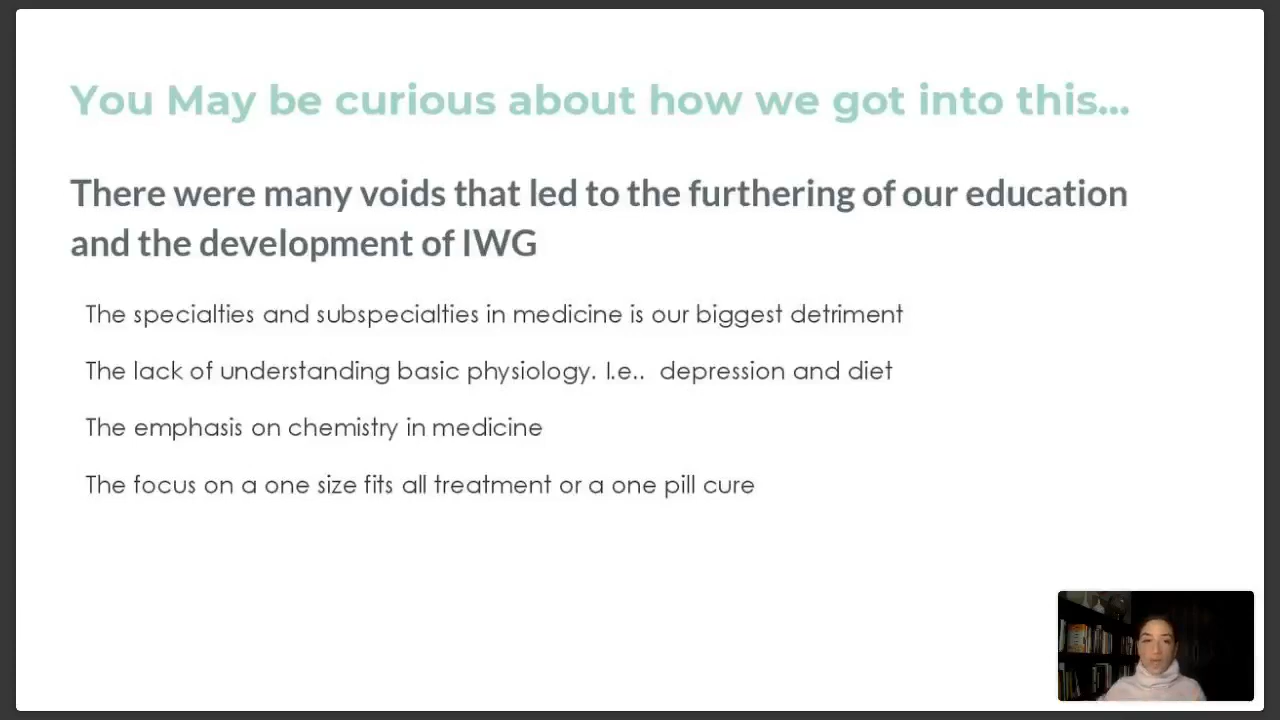 You May be curious about how we got into this...
There were many voids that led to the furthering of our education
and the development of IWG
The specialties and subspecialties in medicine is our biggest detriment
The lack of understanding basic physiology. I.e.. depression and diet
The emphasis on chemistry in medicine
The focus on a one size fits all treatment or a one pill cure